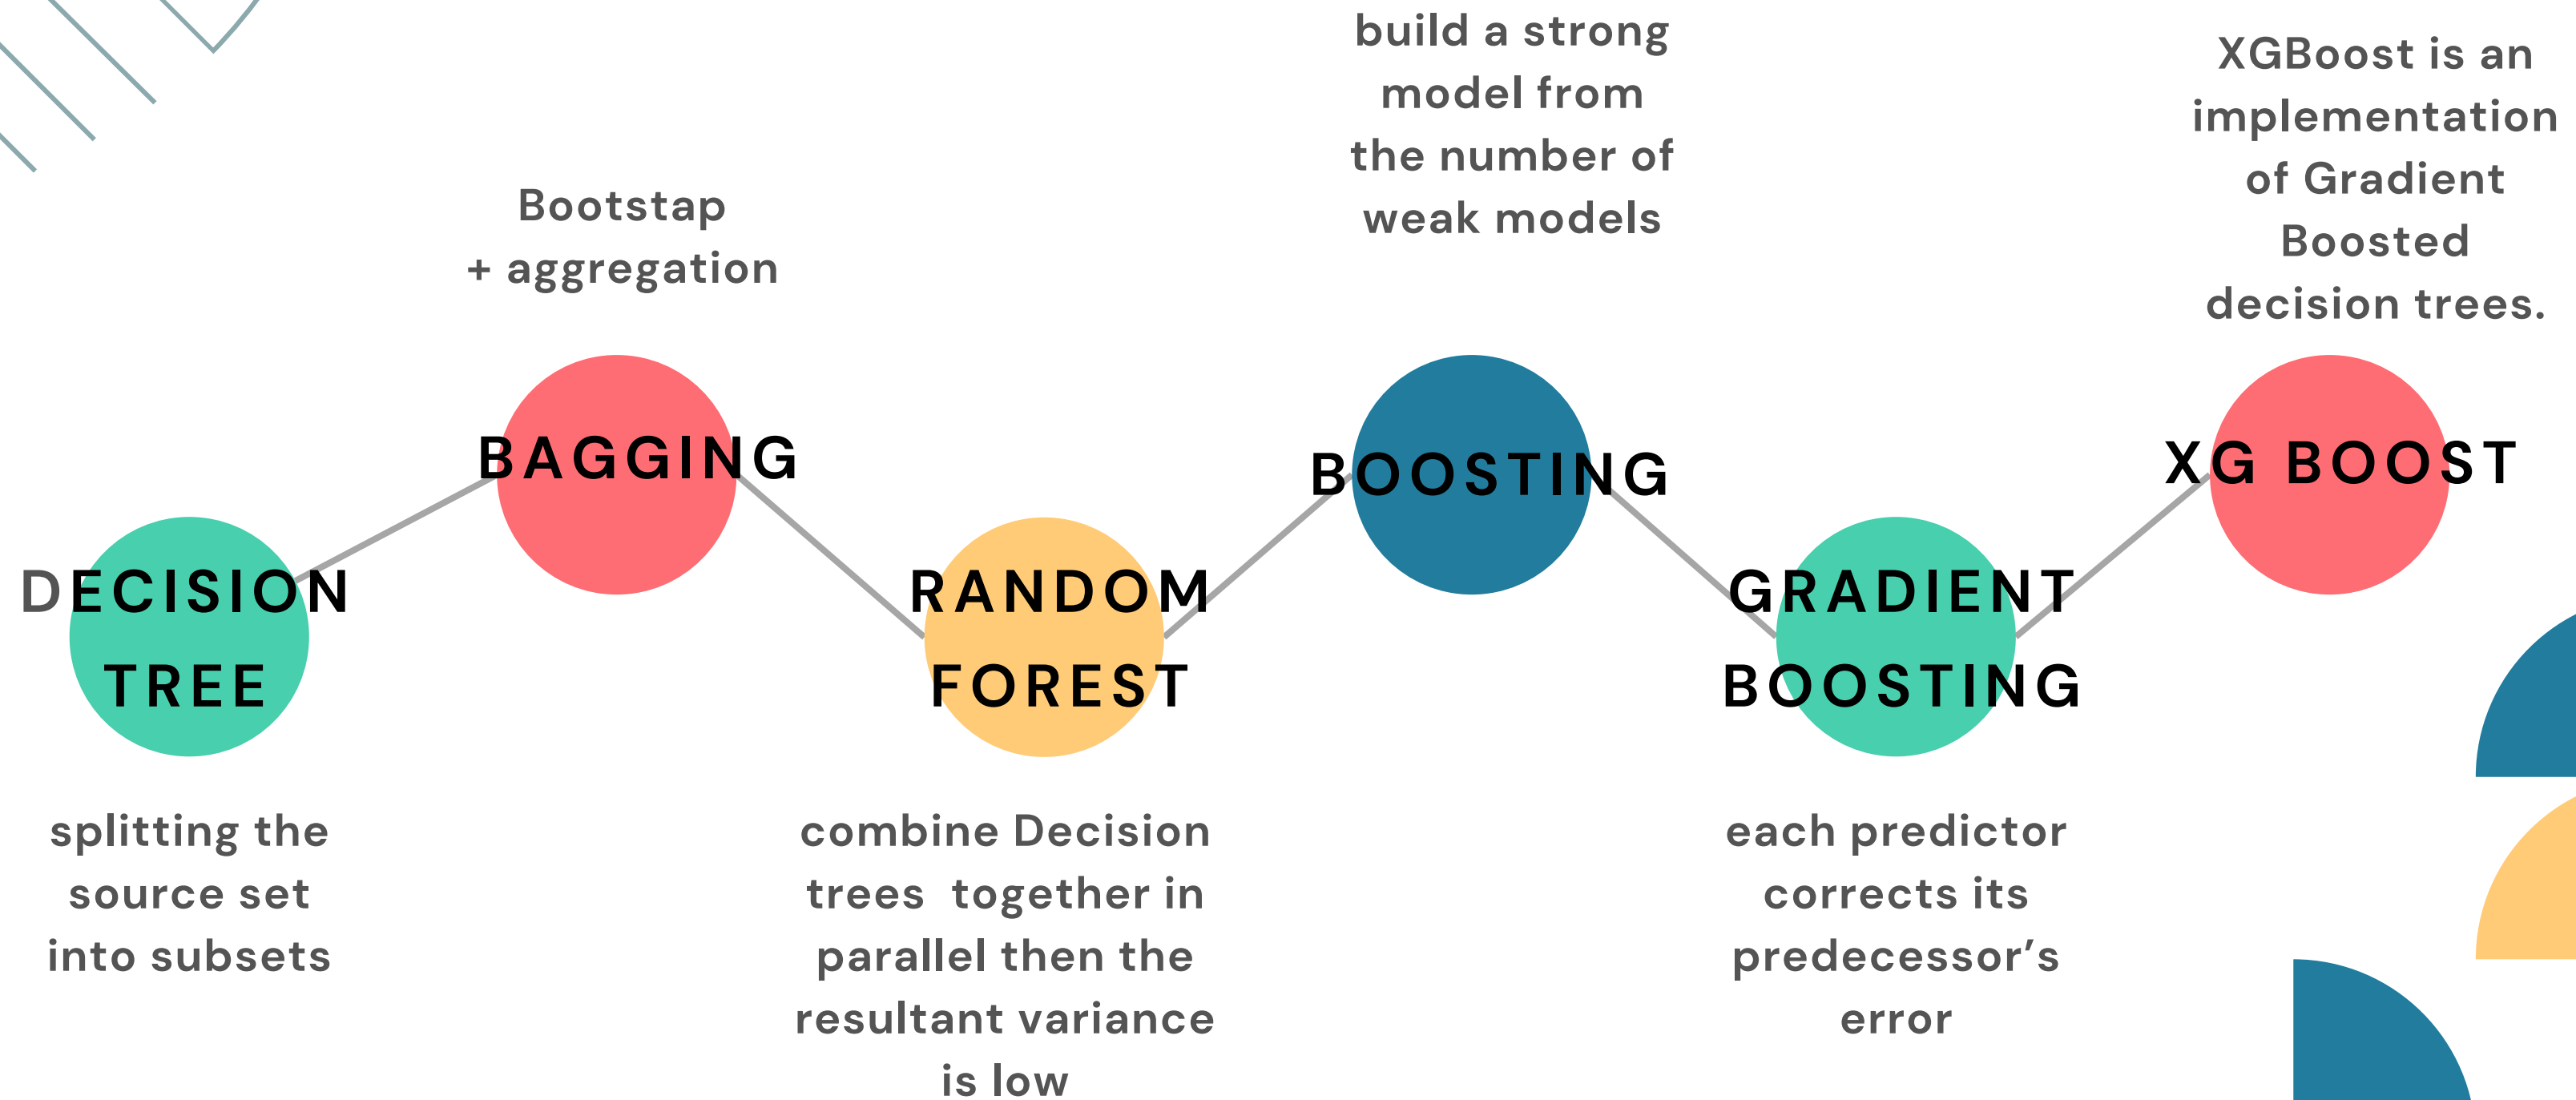 DECISION
TREE
splitting the
source set
into subsets
Bootstap
+ aggregation
BAGGING
RANDOM
FOREST
combine Decision
trees  together in
parallel then the
resultant variance
is low
build a strong
model from
the number of
weak models
BOOSTING
GRADIENT
BOOSTING
each predictor
corrects its
predecessor’s
error
XGBoost is an
implementation
of Gradient
Boosted
decision trees.
XG BOOST